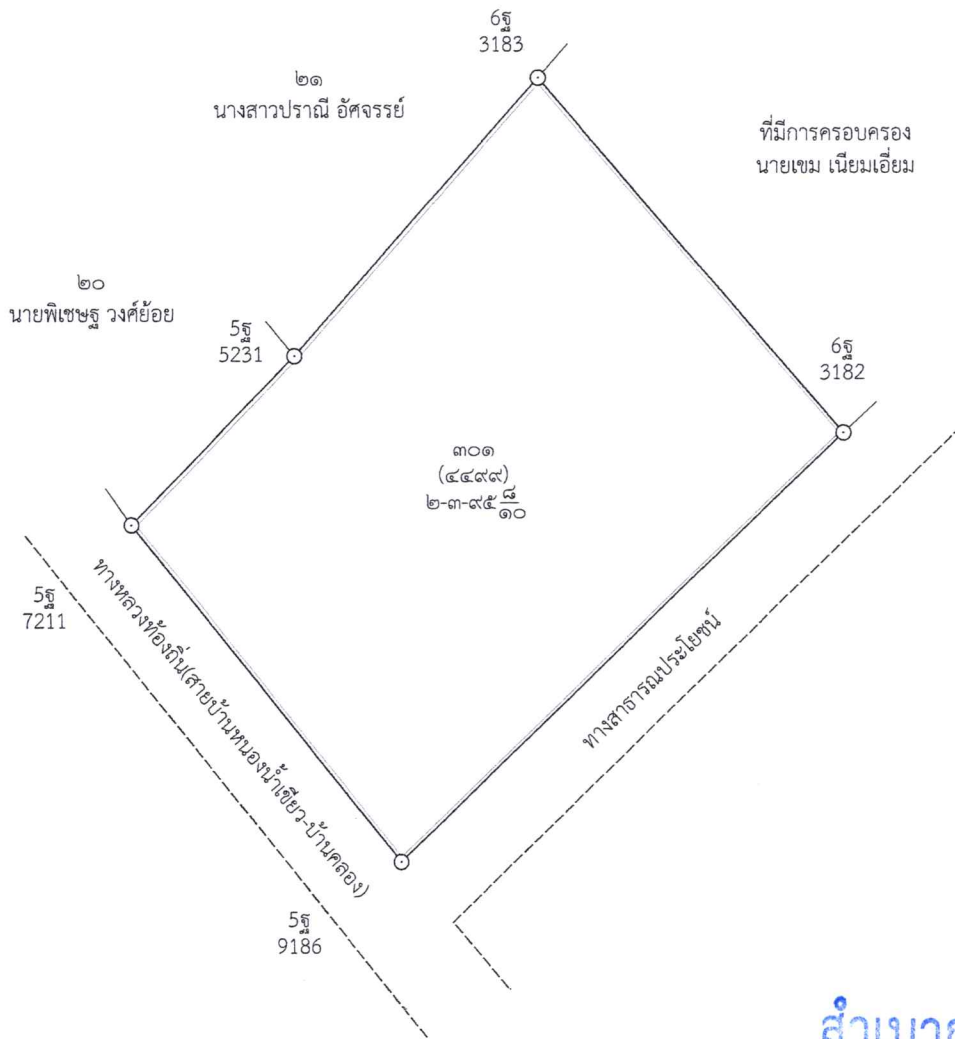 6ฐ
3183
๒๑
นางสาวปราณี อัศจรรย์
ที่มีการครอบครอง
นายเขม เนียมเอี่ยม
๒๐
นายพิเชษฐ วงศ์ย้อย
5ฐ
5231
6ฐ
3182
๓๐๑
(๔๔๙๙)
๒-๓-๙๕ ๘/๑๐
5ฐ
7211
ทางหลวงท้องถิ่น(สายบ้านหนองน้ำเขียว-บ้านคลอง)
ทางสาธารณประโยชน์
5ฐ
9186